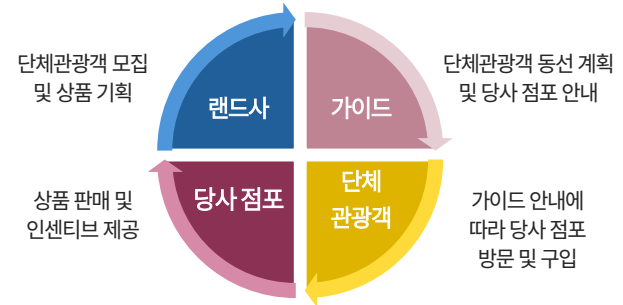 단체관광객 모집
및 상품 기획
랜드사
가이드
단체관광객 동선 계획
및 당사 점포 안내
상품 판매 및
인센티브 제공
당사 점포
단체
관광객
가이드 안내에
따라 당사 점포
방문 및 구입